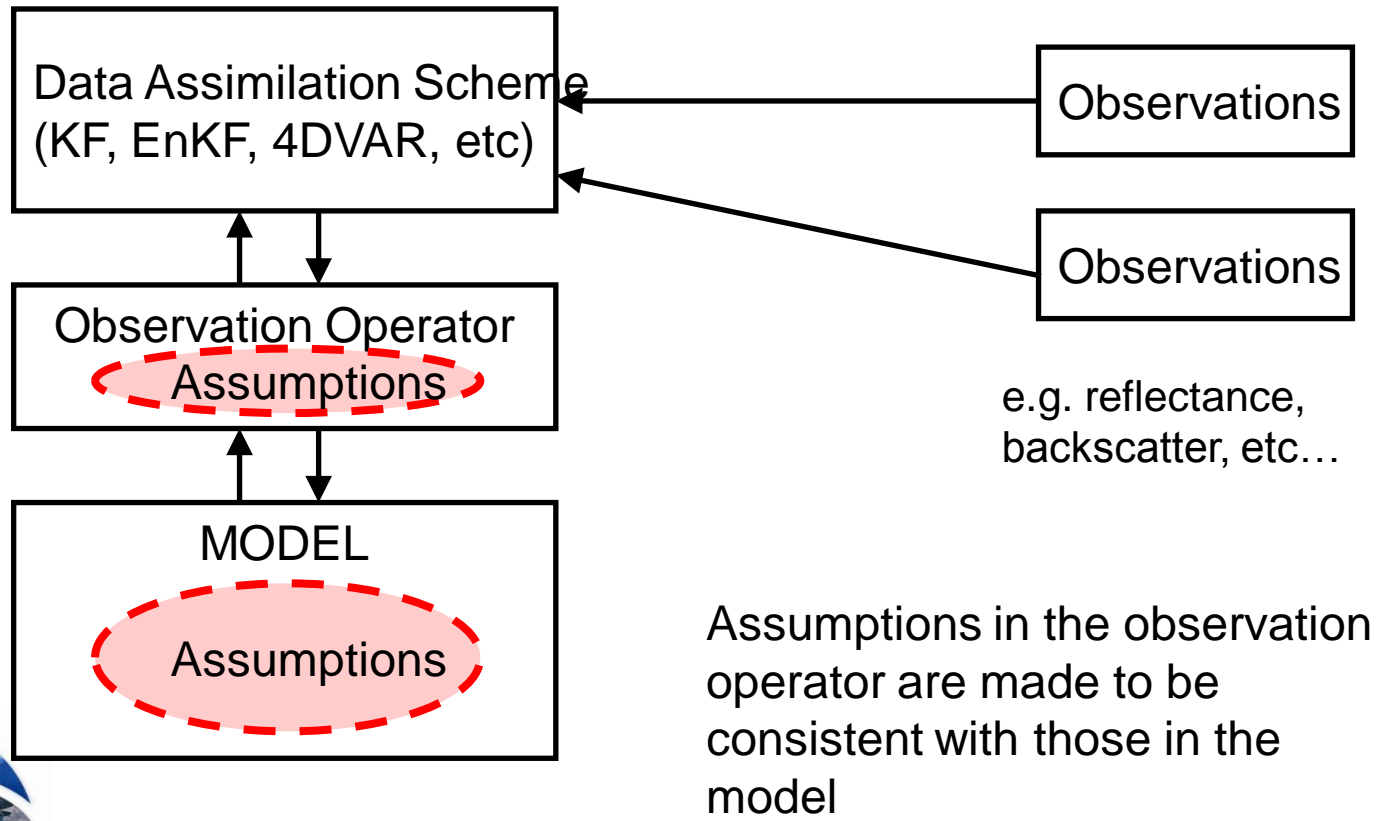 Data Assimilation Scheme
(KF, EnKF, 4DVAR, etc)
Observations
Observations
Observation Operator
Assumptions
e.g. reflectance,
backscatter, etc…
MODEL
Assumptions
Assumptions in the observation
operator are made to be
consistent with those in the
model